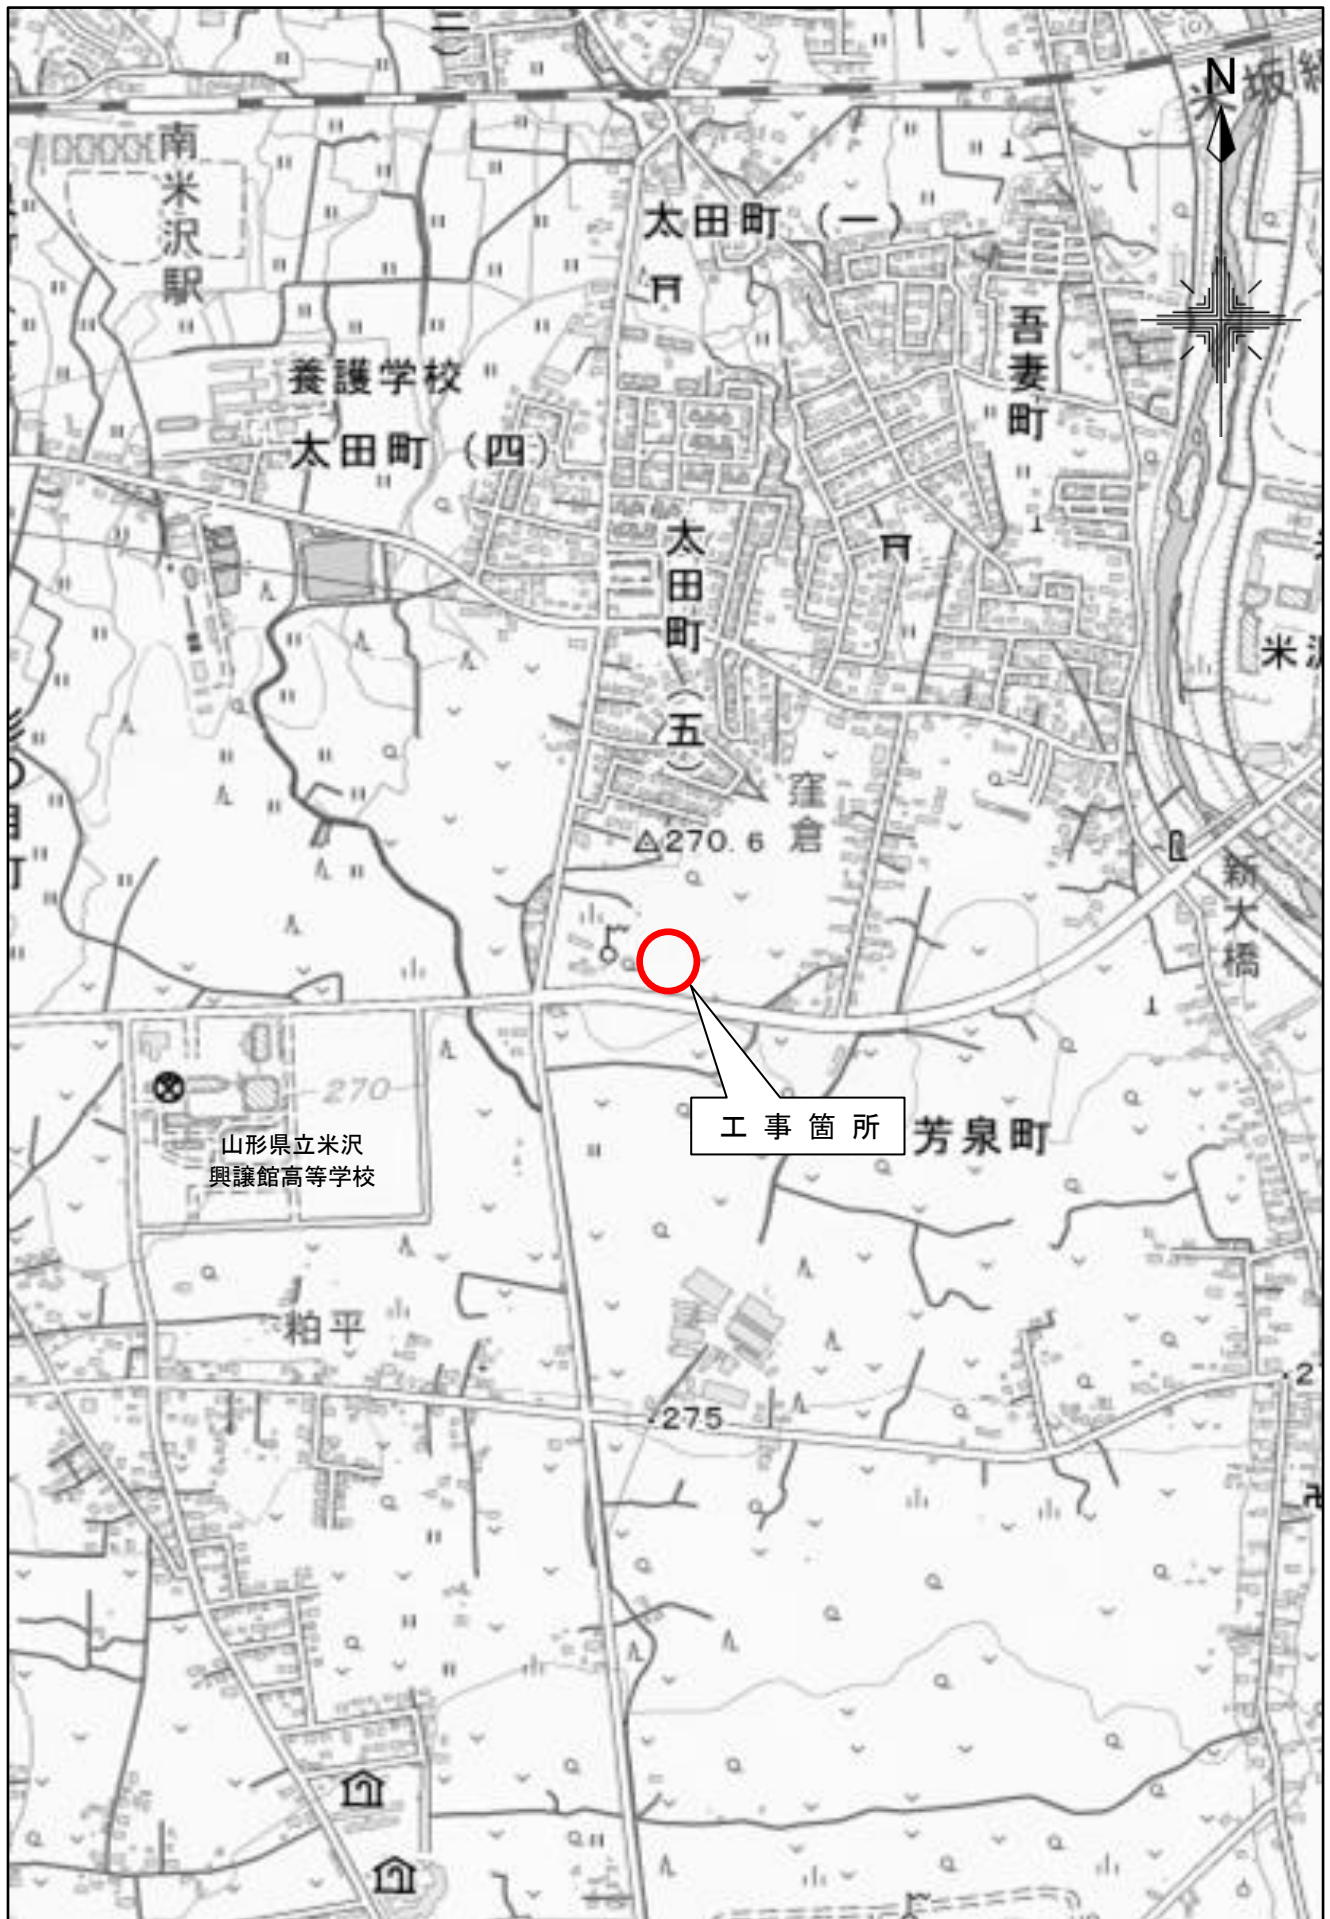 三)
N
米坂線
南米沢駅
太田町（一）
吾妻町
養護学校
太田町（四）
太田町（五）
米沢
窪倉
270.6
新大橋
270
工事箇所
芳泉町
山形県立米沢
興譲館高等学校
粕平
275